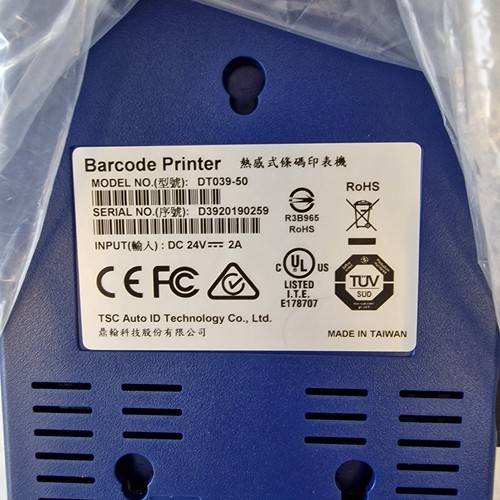 Barcode Printer 熱感式條碼印表機
MODEL NO.(型號): DT039-50
SERIAL NO.(序號): D3920190259
INPUT(輸入) : DC 24V⎓ 2A
R3B965
RoHS
RoHS
CE FC
C UL US
LISTED
I.T.E.
E178707
TÜV
SÜD
TSC Auto ID Technology Co., Ltd.
鼎翰科技股份有限公司
MADE IN TAIWAN